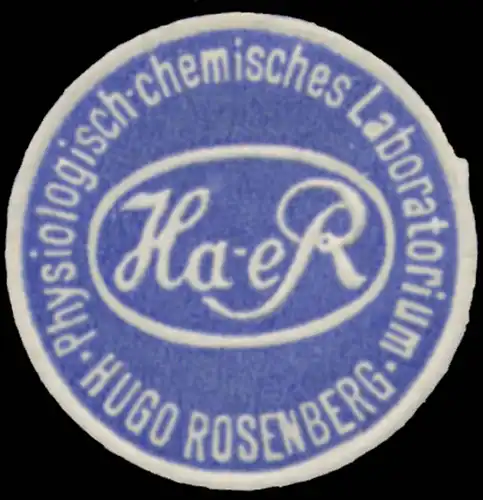 Physiologisch-chemisches Laboratorium
Ha-eR
· HUGO ROSENBERG ·